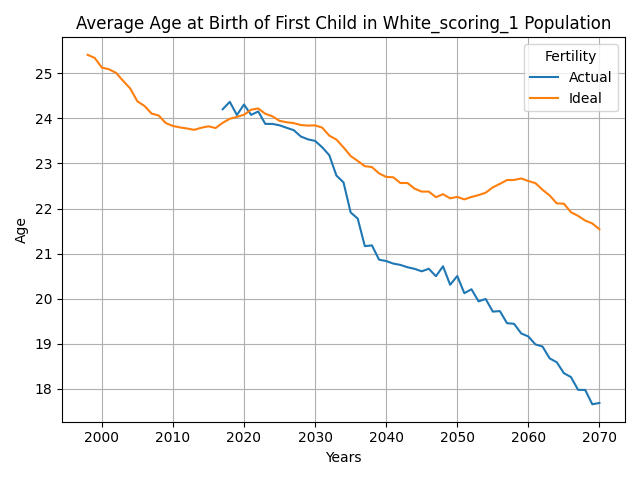 Average Age at Birth of First Child in White_scoring_1 Population
Fertility
Actual
Ideal
Age
25
24
23
22
21
20
19
18
2000 2010 2020 2030 2040 2050 2060 2070
Years